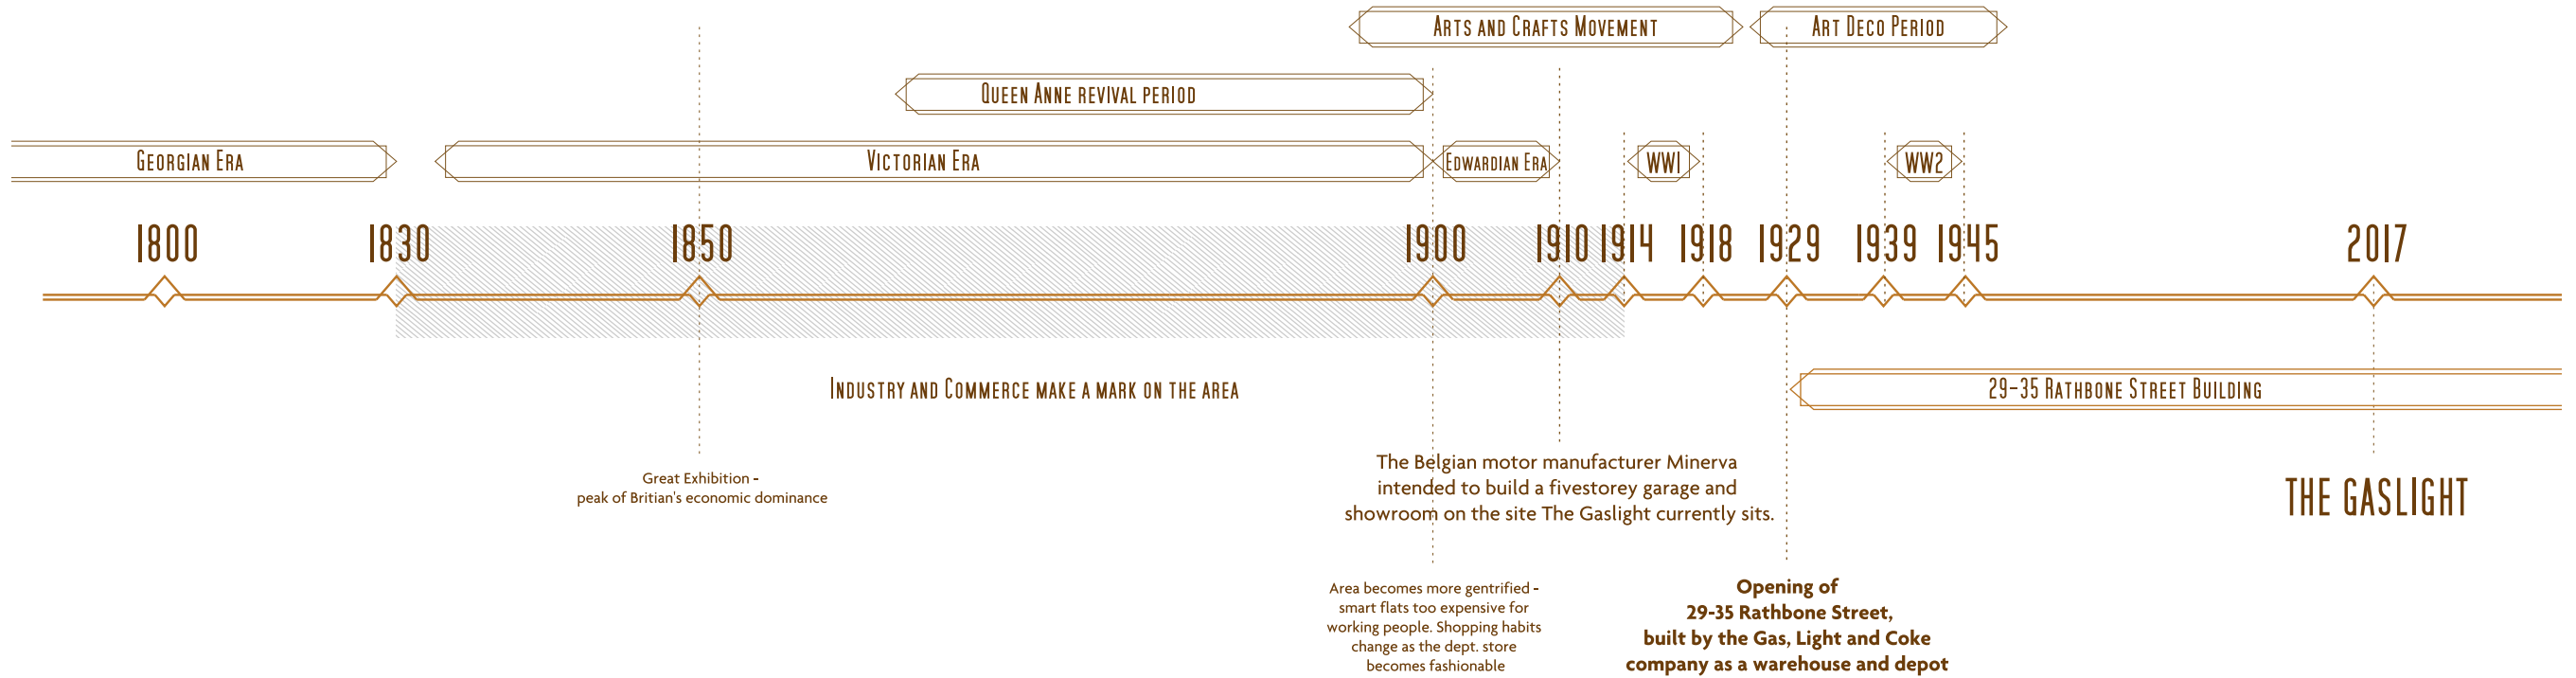 Arts and Crafts Movement
Art Deco Period
Queen Anne revival period
Georgian Era
Victorian Era
Edwardian Era
WW1
WW2
1800
1830
1850
1900
1910
1914
1918
1929
1939
1945
2017
Industry and Commerce make a mark on the area
29-35 Rathbone Street Building
Great Exhibition -
peak of Britian's economic dominance
The Belgian motor manufacturer Minerva
intended to build a fivestorey garage and
showroom on the site The Gaslight currently sits.
THE GASLIGHT
Area becomes more gentrified -
smart flats too expensive for
working people. Shopping habits
change as the dept. store
becomes fashionable
Opening of
29-35 Rathbone Street,
built by the Gas, Light and Coke
company as a warehouse and depot